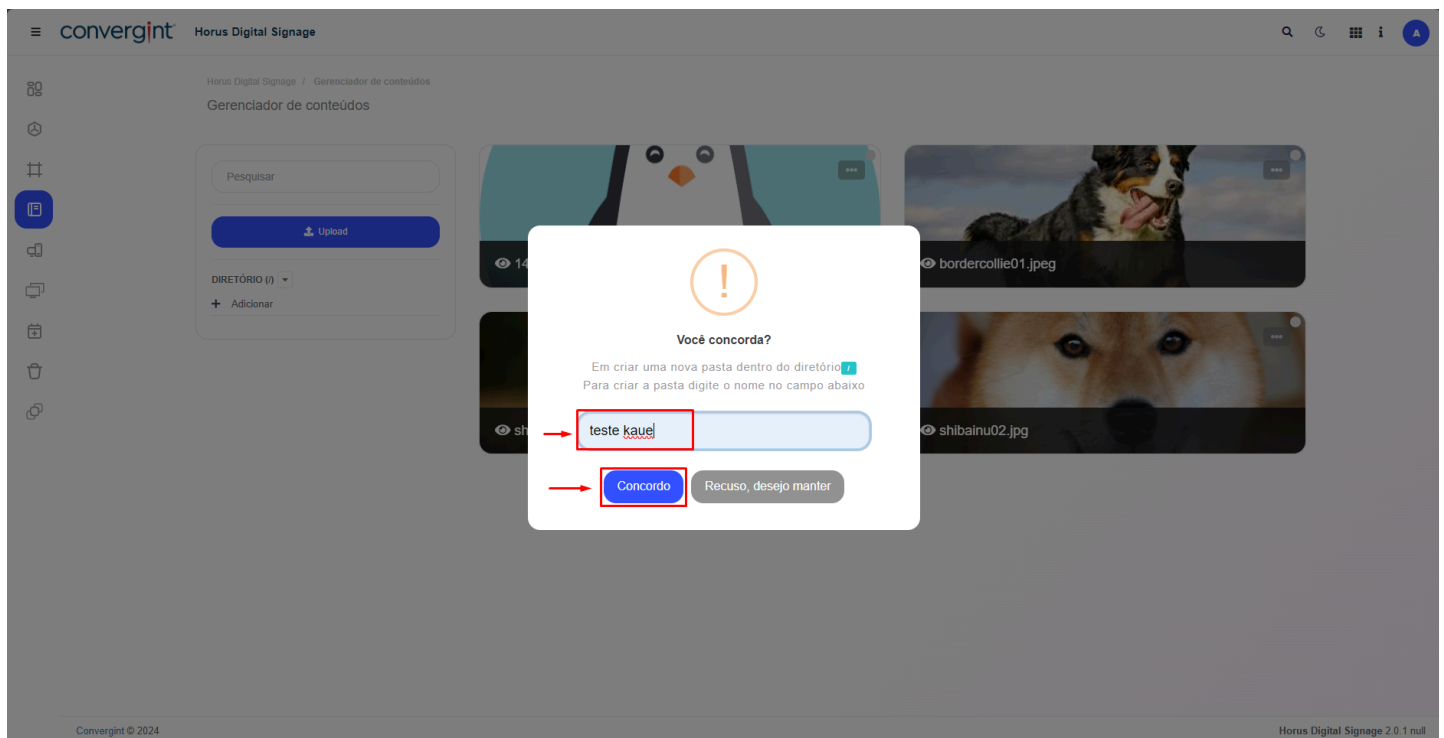 convergint Horus Digital Signage
A
Horus Digital Signage / Gerenciador de conteúdos
Gerenciador de conteúdos
Pesquisar
Upload
DIRETÓRIO (/)
+ Adicionar
14
bordercollie01.jpeg
sh
shibainu02.jpg
!
Você concorda?
Em criar uma nova pasta dentro do diretório /
Para criar a pasta digite o nome no campo abaixo
teste kaue
Concordo
Recuso, desejo manter
Convergint © 2024
Horus Digital Signage 2.0.1 null